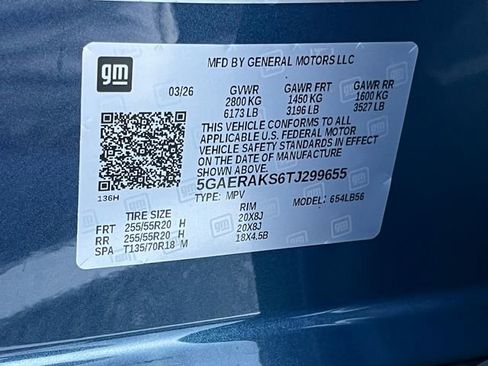 gm
MFD BY GENERAL MOTORS LLC
03/26 GVWR GAWR FRT GAWR RR
2800 KG 1450 KG 1600 KG
6173 LB 3196 LB 3527 LB
THIS VEHICLE CONFORMS TO ALL
APPLICABLE U.S. FEDERAL MOTOR
VEHICLE SAFETY AND THEFT PREVENTION
STANDARDS IN EFFECT
ON THE DATE OF MANUFACTURE
SHOWN ABOVE.
136H 5GAERAKS6TJ299655
TYPE: MPV MODEL: 654LB56
TIRE SIZE RIM
FRT 255/55R20 H 20X8J
RR 255/55R20 H 20X8J
SPA T135/70R18 M 18X4.5B